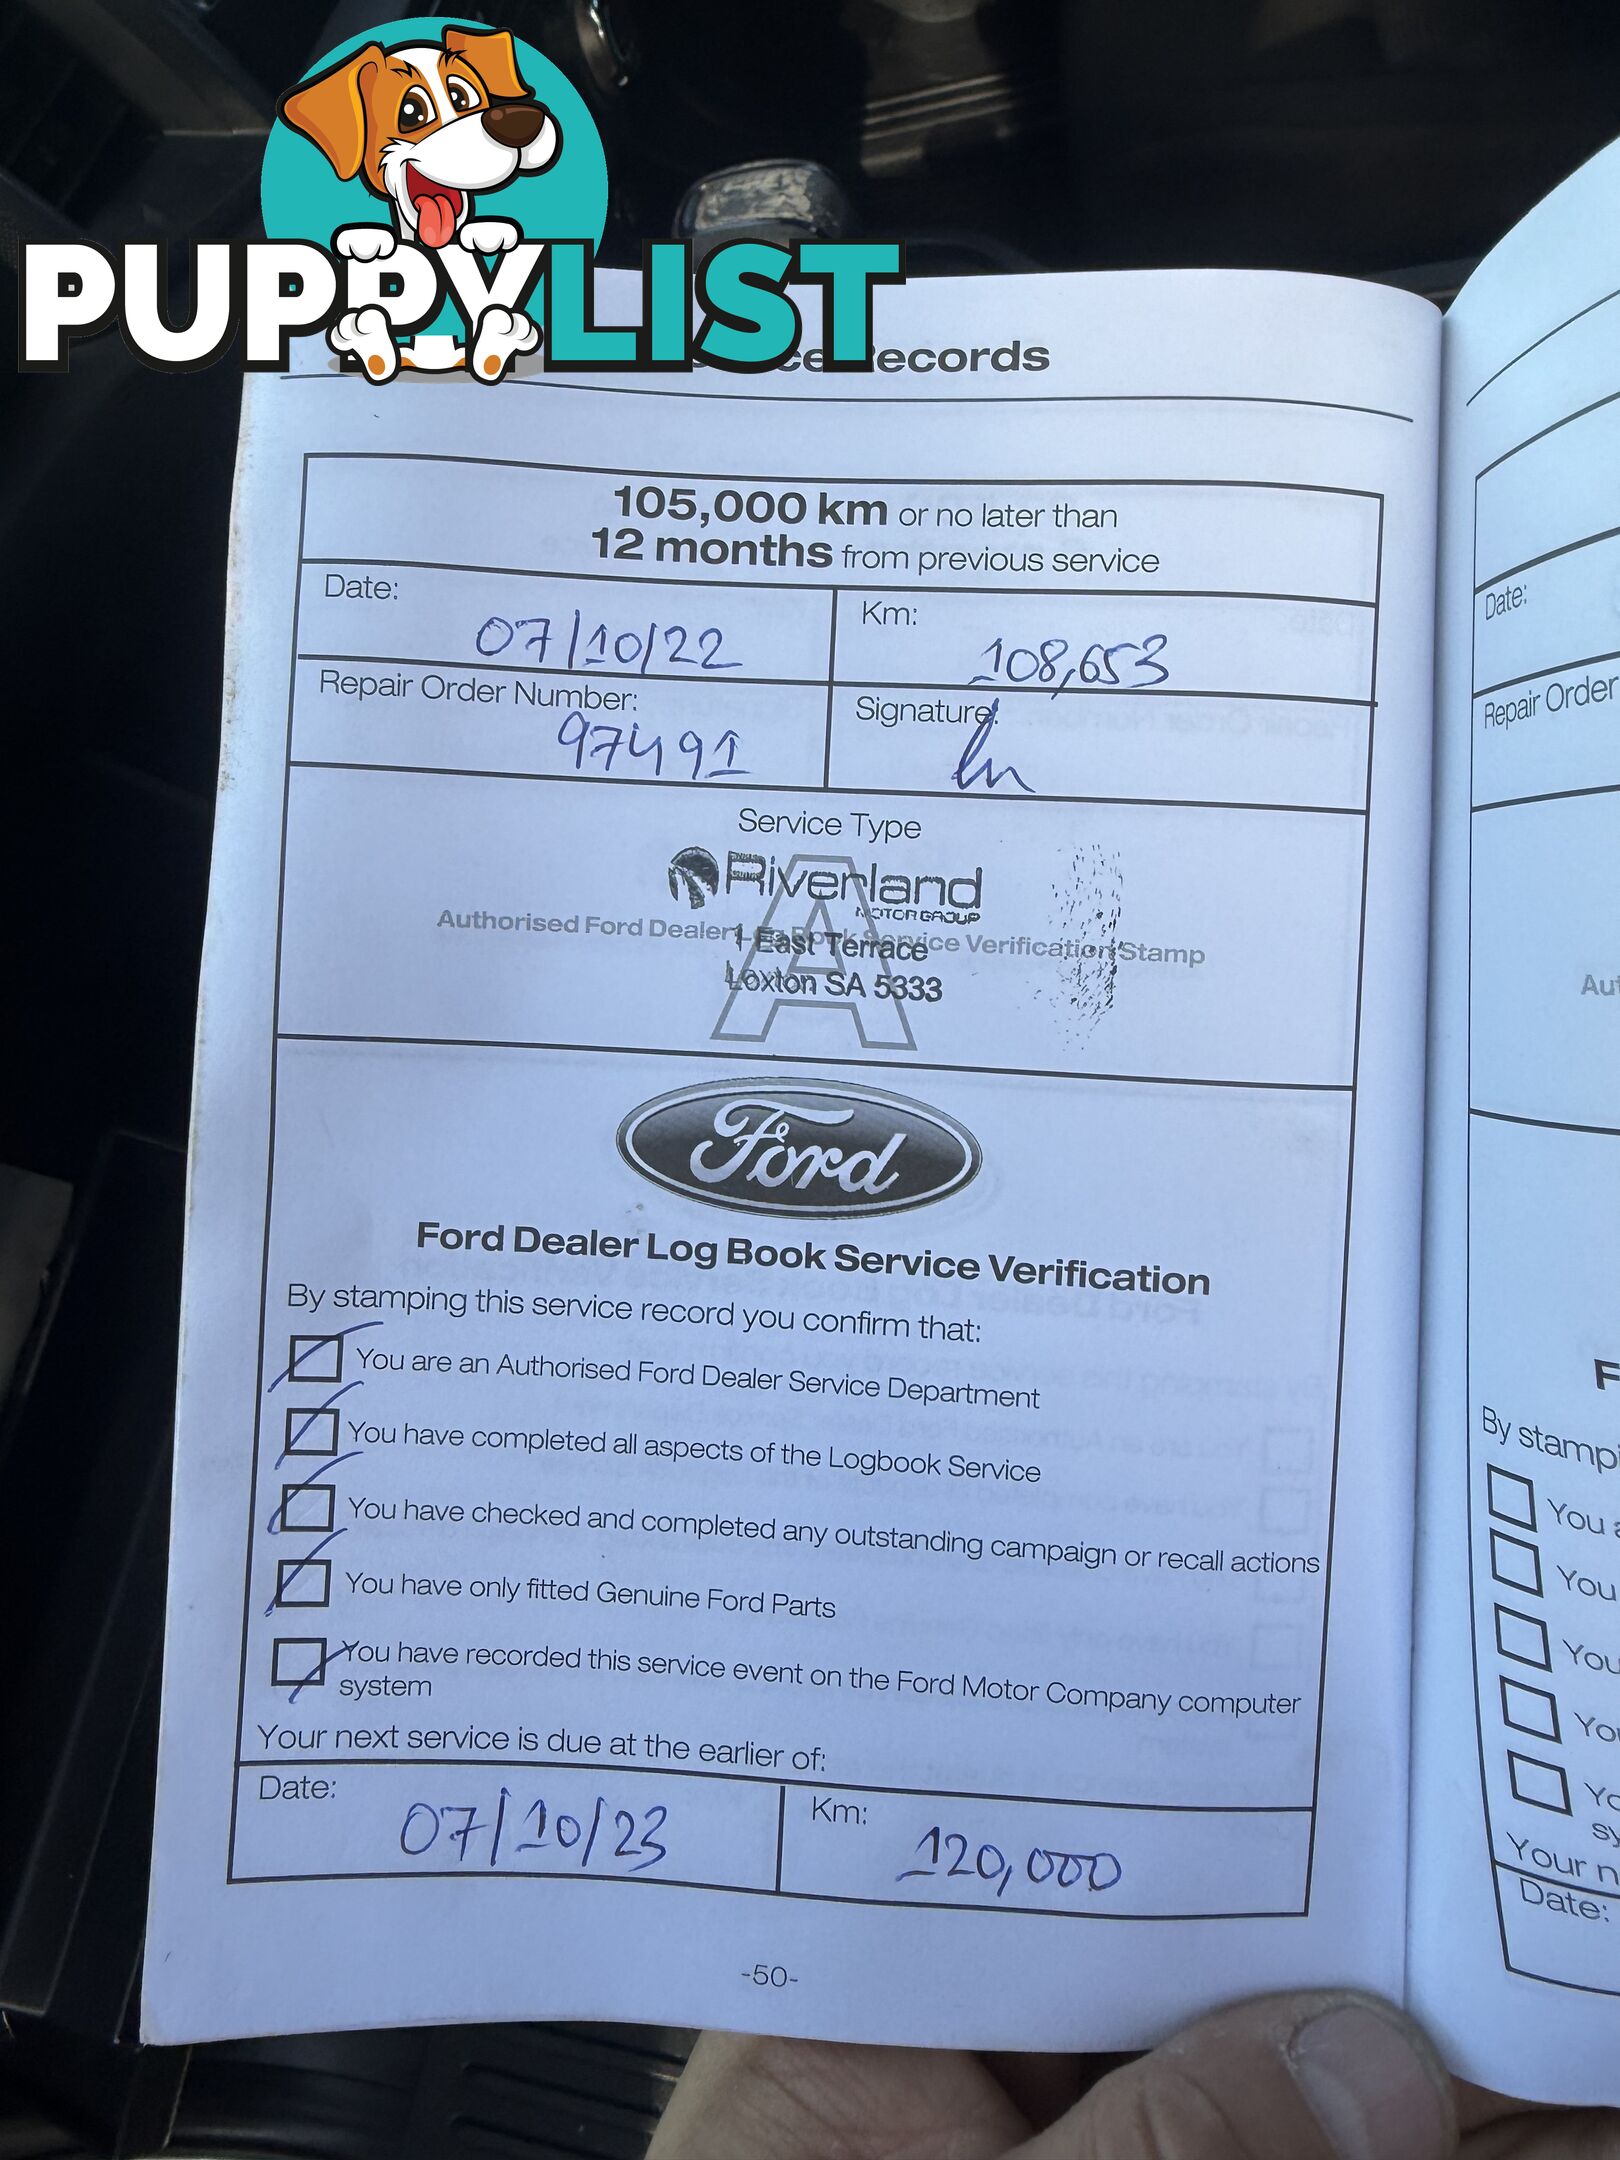 PUPPYLIST
Records
105,000 km or no later than
12 months from previous service
Date:
07/10/22
Km:
108,653
Repair Order Number:
97491
Signature:
Service Type
Riverland
MOTOR GROUP
Authorised Ford Dealer Log Book Service Verification Stamp
1 East Terrace
Loxton SA 5333
A
Ford
Ford Dealer Log Book Service Verification
By stamping this service record you confirm that:
You are an Authorised Ford Dealer Service Department
You have completed all aspects of the Logbook Service
You have checked and completed any outstanding campaign or recall actions
You have only fitted Genuine Ford Parts
You have recorded this service event on the Ford Motor Company computer
system
Your next service is due at the earlier of:
Date:
07/10/23
Km:
120,000
-50-
Date:
Repair Order
By
You
You
You
Your
Date: